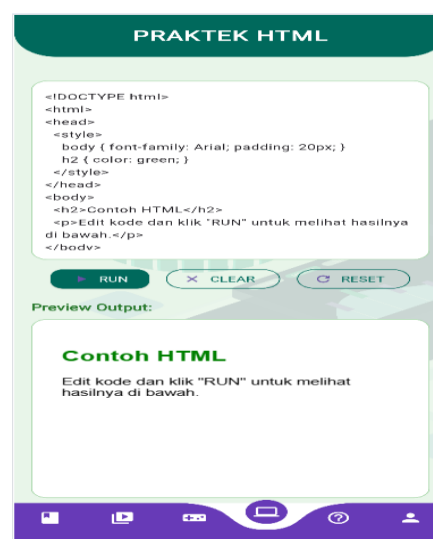 PRAKTEK HTML
<!DOCTYPE html>
<html>
<head>
<style>
body { font-family: Arial; padding: 20px; }
h2 { color: green; }
</style>
</head>
<body>
<h2>Contoh HTML</h2>
<p>Edit kode dan klik "RUN" untuk melihat hasilnya
di bawah.</p>
</body>
RUN CLEAR RESET
Preview Output:
Contoh HTML
Edit kode dan klik "RUN" untuk melihat
hasilnya di bawah.